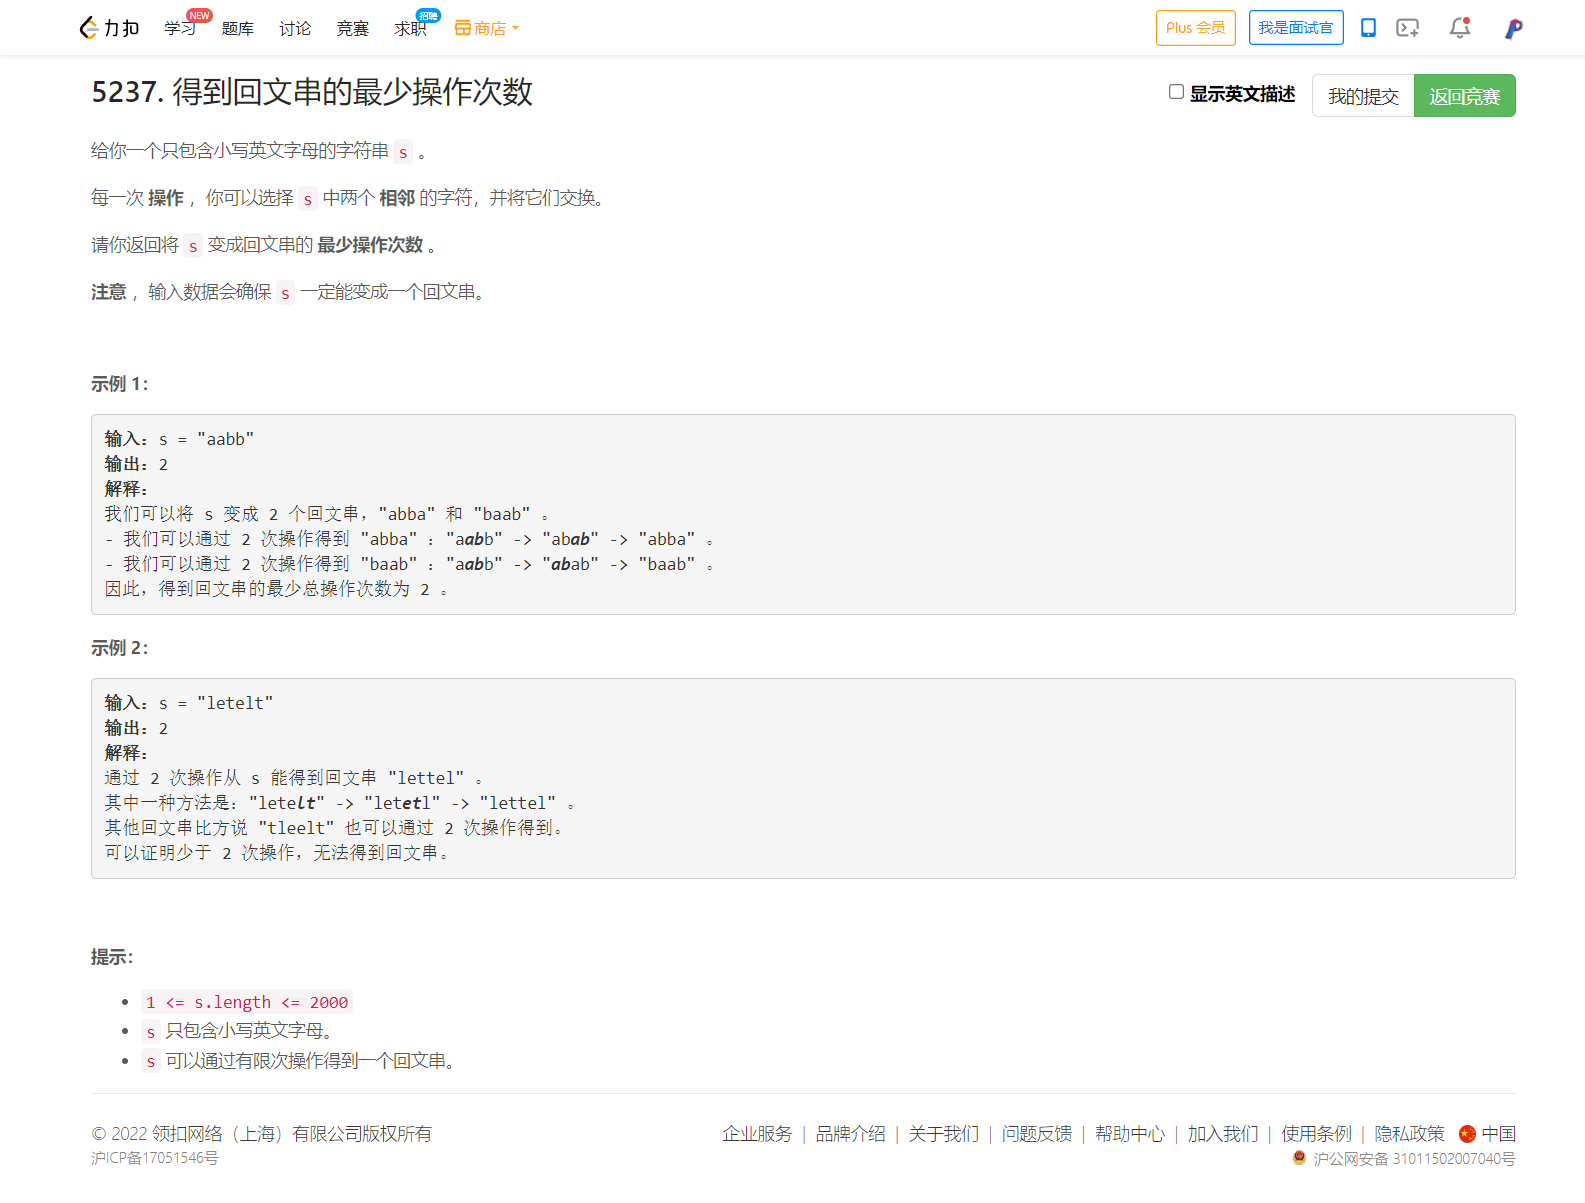 力扣 学习 NEW 题库 讨论 竞赛 求职 招聘 商店 Plus 会员 我是面试官
5237. 得到回文串的最少操作次数 显示英文描述 我的提交 返回竞赛
给你一个只包含小写英文字母的字符串 s 。
每一次 操作 ，你可以选择 s 中两个 相邻 的字符，并将它们交换。
请你返回将 s 变成回文串的 最少操作次数 。
注意 ，输入数据会确保 s 一定能变成一个回文串。
示例 1：
输入：s = "aabb"
输出：2
解释：
我们可以将 s 变成 2 个回文串，"abba" 和 "baab" 。
- 我们可以通过 2 次操作得到 "abba" ："aabb" -> "abab" -> "abba" 。
- 我们可以通过 2 次操作得到 "baab" ："aabb" -> "abab" -> "baab" 。
因此，得到回文串的最少总操作次数为 2 。
示例 2：
输入：s = "letelt"
输出：2
解释：
通过 2 次操作从 s 能得到回文串 "lettel" 。
其中一种方法是："letelt" -> "letetl" -> "lettel" 。
其他回文串比方说 "tleelt" 也可以通过 2 次操作得到。
可以证明少于 2 次操作，无法得到回文串。
提示：
1 <= s.length <= 2000
s 只包含小写英文字母。
s 可以通过有限次操作得到一个回文串。
© 2022 领扣网络（上海）有限公司版权所有 企业服务 | 品牌介绍 | 关于我们 | 问题反馈 | 帮助中心 | 加入我们 | 使用条例 | 隐私政策 中国
沪ICP备17051546号 沪公网安备 31011502007040号